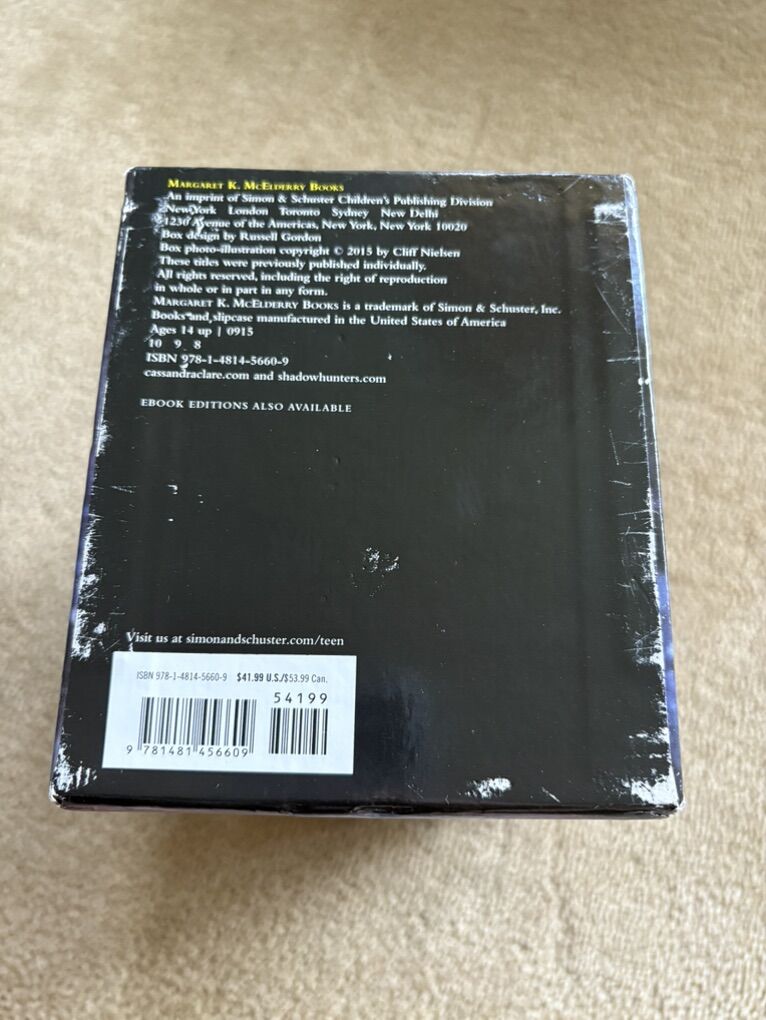 MARGARET K. MCELDERRY BOOKS
An imprint of Simon & Schuster Children's Publishing Division
New York London Toronto Sydney New Delhi
1230 Avenue of the Americas, New York, New York 10020
Box design by Russell Gordon
Box photo-illustration copyright © 2015 by Cliff Nielsen
These titles were previously published individually.
All rights reserved, including the right of reproduction
in whole or in part in any form.
MARGARET K. MCELDERRY BOOKS is a trademark of Simon & Schuster, Inc.
Books and slipcase manufactured in the United States of America
Ages 14 up | 0915
10 9 8
ISBN 978-1-4814-5660-9
cassandraclare.com and shadowhunters.com
EBOOK EDITIONS ALSO AVAILABLE
Visit us at simonandschuster.com/teen
ISBN 978-1-4814-5660-9 $41.99 U.S./$53.99 Can.
54199
9 781481 456609